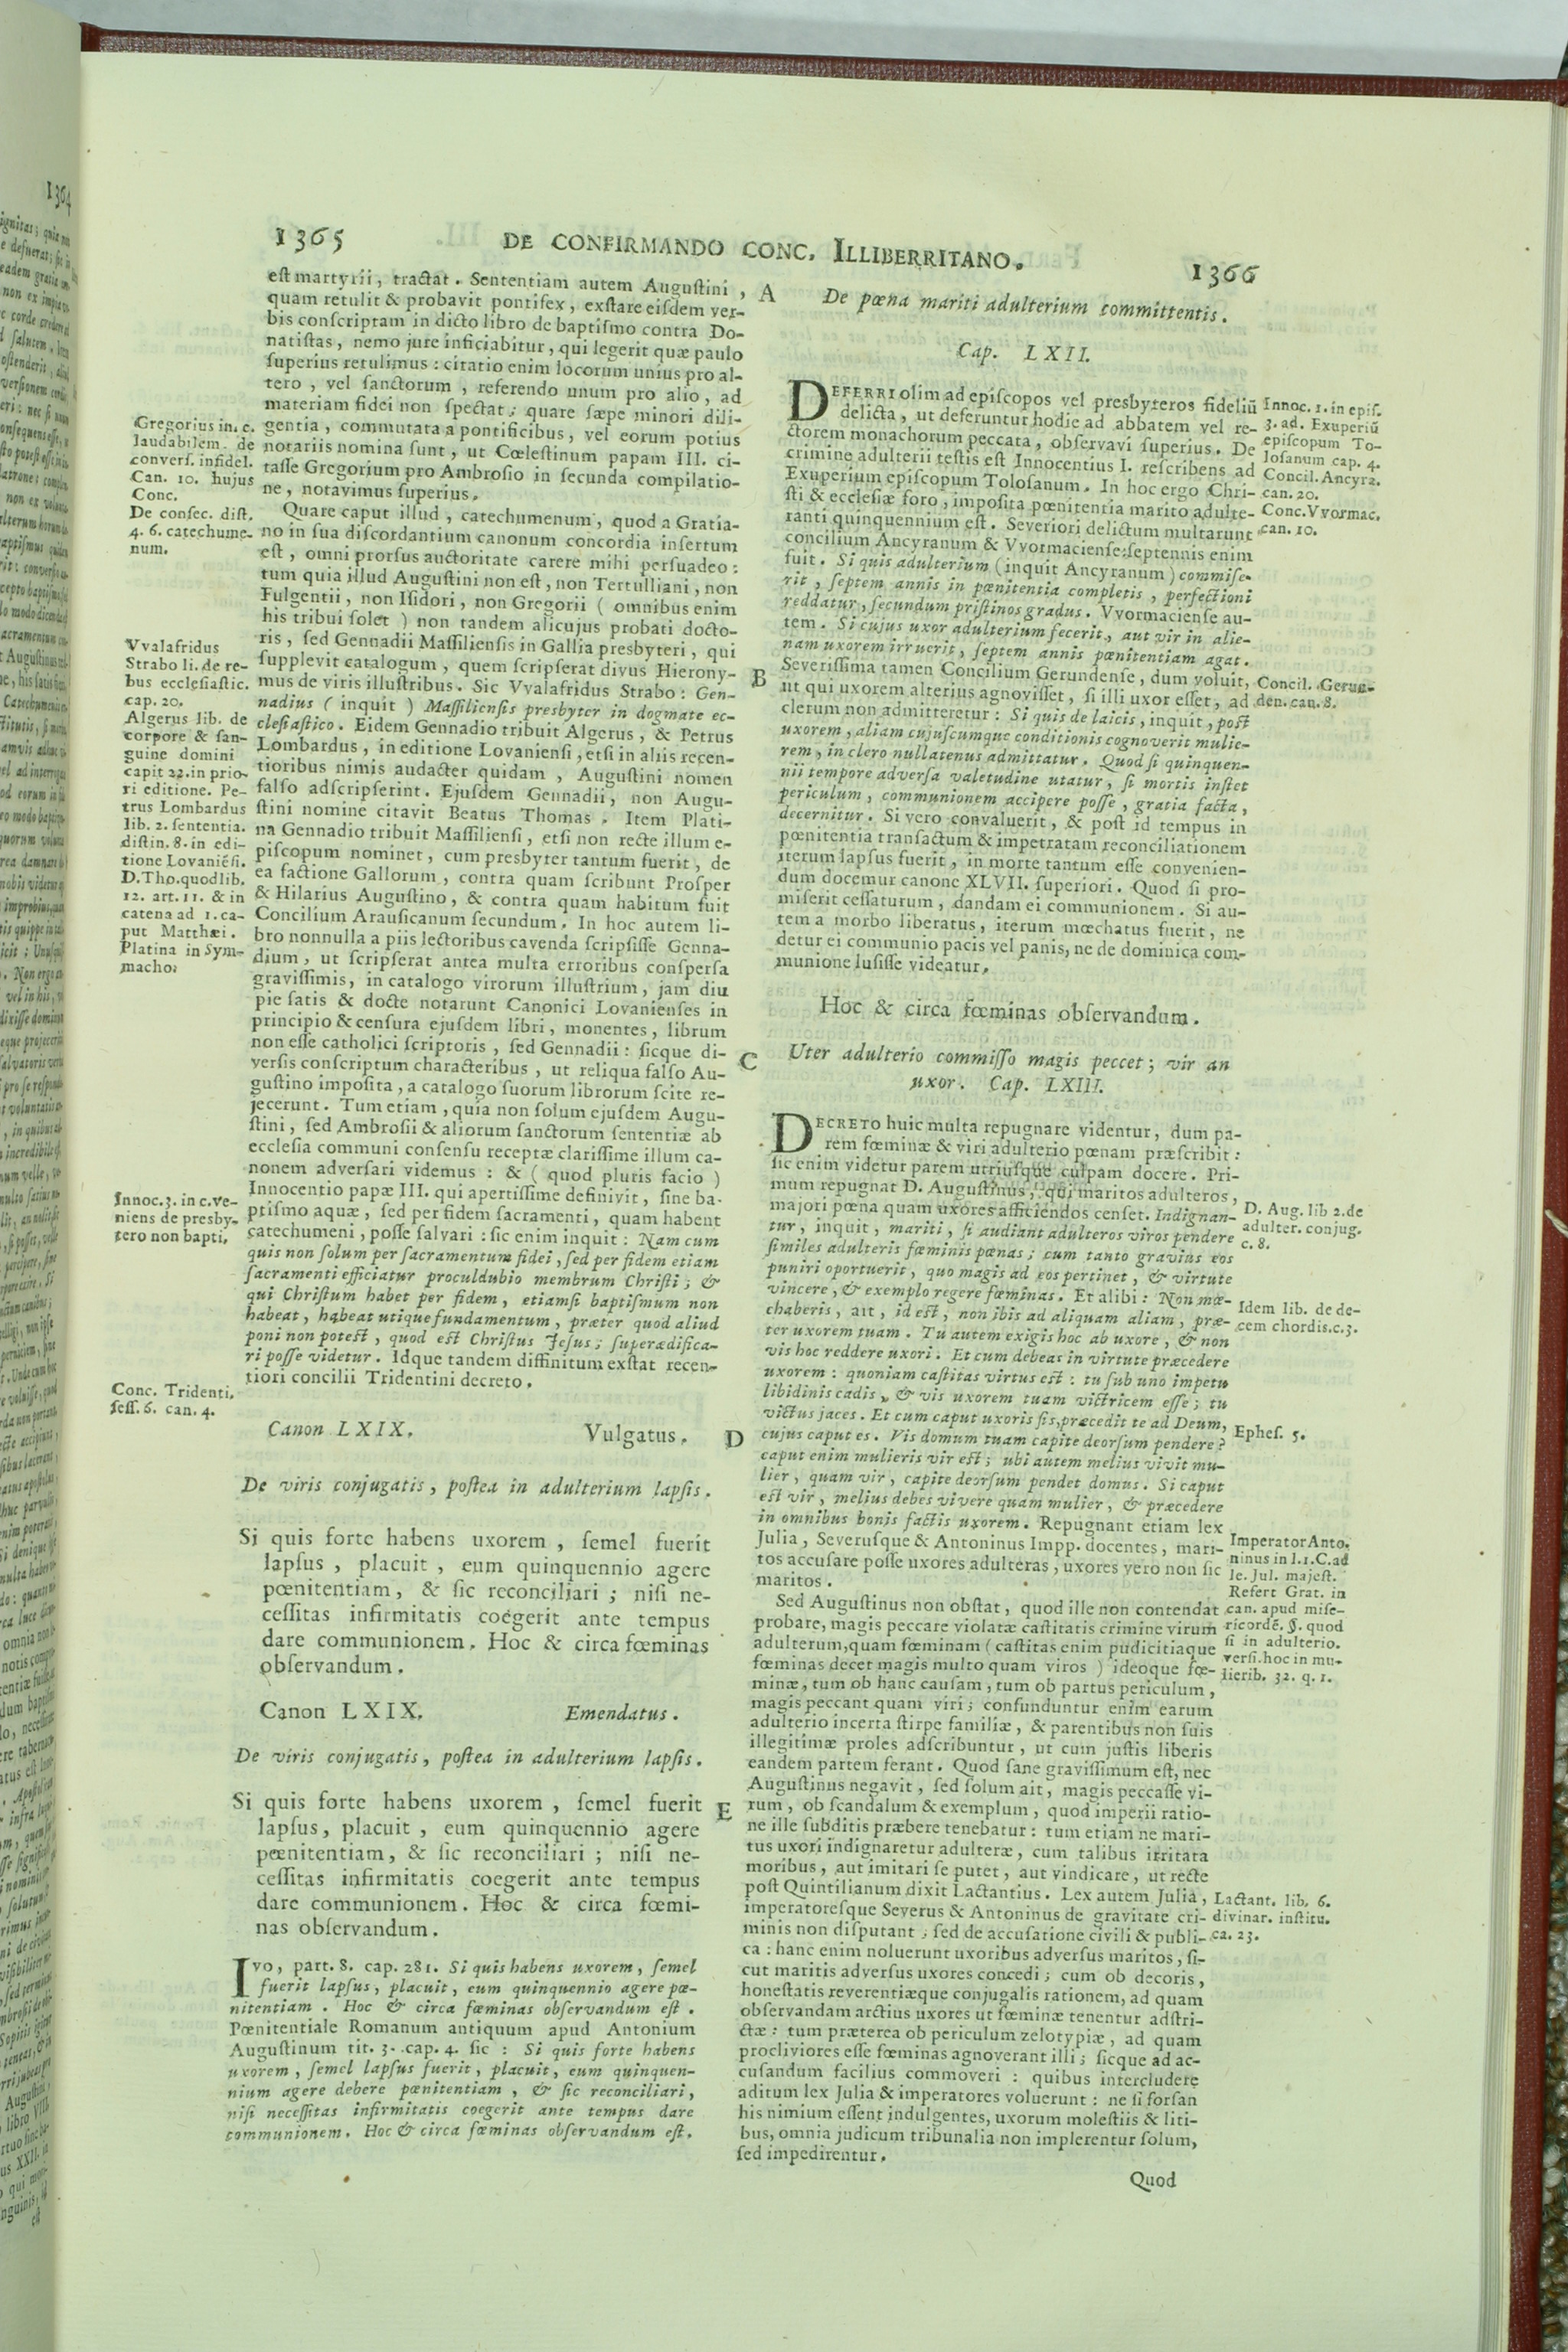 1365
DE CONFIRMANDO CONC. ILLIBERRITANO.
1366
est martyrii, tractat. Sententiam autem Augustini,
quam retulit & probavit pontifex, exstare eisdem ver-
bis conscriptam in dicto libro de baptismo contra Do-
natistas, nemo jure inficiabitur, qui legerit quæ paulo
superius retulimus: citatio enim locorum unius pro al-
tero, vel sanctorum, referendo unum pro alio, ad
materiam fidei non spectat; quare sæpe minori dili-
gentia, commutata a pontificibus, vel eorum potius
notariis nomina sunt, ut Cœlestinum papam III. ci-
tasse Gregorium pro Ambrosio in secunda compilatio-
ne, notavimus superius.
Gregorius in c.
laudabilem de
convers. infidel.
Can. 10. hujus
Conc.
Quare caput illud, catechumenum, quod a Gratia-
no in sua discordantium canonum concordia insertum
est, omni prorsus auctoritate carere mihi persuadeo:
tum quia illud Augustini non est, non Tertulliani, non
Fulgentii, non Isidori, non Gregorii ( omnibus enim
his tribui solet ) non tandem alicujus probati docto-
ris, sed Gennadii Massiliensis in Gallia presbyteri, qui
supplevit catalogum, quem scripserat divus Hierony-
mus de viris illustribus. Sic Vvalafridus Strabo: Gen-
nadius ( inquit ) Massiliensis presbyter in dogmate ec-
clesiastico. Eidem Gennadio tribuit Algerus, & Petrus
Lombardus, in editione Lovaniensi, etsi in aliis recen-
tioribus nimis audacter quidam, Augustini nomen
falso adscripserint. Ejusdem Gennadii, non Augu-
stini nomine citavit Beatus Thomas. Item Plati-
na Gennadio tribuit Massiliensi, etsi non recte illum e-
piscopum nominet, cum presbyter tantum fuerit, de
ea factione Gallorum, contra quam scribunt Prosper
& Hilarius Augustino, & contra quam habitum fuit
Concilium Arausicanum secundum. In hoc autem li-
bro nonnulla a piis lectoribus cavenda scripsisse Genna-
dium, ut scripserat antea multa erroribus conspersa
gravissimis, in catalogo virorum illustrium, jam diu
pie satis & docte notarunt Canonici Lovanienses in
principio & censura ejusdem libri, monentes, librum
non esse catholici scriptoris, sed Gennadii: sicque di-
versis conscriptum characteribus, ut reliqua falso Au-
gustino imposita, a catalogo suorum librorum scite re-
jecerunt. Tum etiam, quia non solum ejusdem Augu-
stini, sed Ambrosii & aliorum sanctorum sententiæ ab
ecclesia communi consensu receptæ clarissime illum ca-
nonem adversari videmus: & ( quod pluris facio )
Innocentio papæ III. qui apertissime definivit, sine ba-
ptismo aquæ, sed per fidem sacramenti, quam habent
catechumeni, posse salvari: sic enim inquit: Nam cum
quis non solum per sacramentum fidei, sed per fidem etiam
sacramenti efficiatur proculdubio membrum Christi; &
qui Christum habet per fidem, etiamsi baptismum non
habeat, habeat utique fundamentum, præter quod aliud
poni non potest, quod est Christus Jesus; superædifica-
ri posse videtur. Idque tandem diffinitum exstat recen-
tiori concilii Tridentini decreto.
De consec. dist.
4. 6. catechume-
num.
Vvalafridus
Strabo li. de re-
bus ecclesiastic.
cap. 20.
Algerus lib. de
corpore & san-
guine domini
capit 22. in prio-
ri editione. Pe-
trus Lombardus
lib. 2. sententia.
distin. 8. in edi-
tione Lovaniēsi.
D. Tho. quodlib.
12. art. 11. & in
catena ad 1. ca-
put Matthæi.
Platina in Sym-
macho.
Innoc. 3. in c. Ve-
niens de presby-
tero non bapti.
Conc. Tridenti.
sess. 6. can. 4.
Canon LXIX. Vulgatus.
De viris conjugatis, postea in adulterium lapsis.
Si quis forte habens uxorem, semel fuerit
lapsus, placuit, eum quinquennio agere
pœnitentiam, & sic reconciliari; nisi ne-
cessitas infirmitatis coegerit ante tempus
dare communionem. Hoc & circa fœminas
observandum.
Canon LXIX. Emendatus.
De viris conjugatis, postea in adulterium lapsis.
Si quis forte habens uxorem, semel fuerit
lapsus, placuit, eum quinquennio agere
pœnitentiam, & sic reconciliari; nisi ne-
cessitas infirmitatis coegerit ante tempus
dare communionem. Hoc & circa fœmi-
nas observandum.
Ivo, part. 8. cap. 281. Si quis habens uxorem, semel
fuerit lapsus, placuit, eum quinquennio agere pœ-
nitentiam. Hoc & circa fœminas observandum est.
Pœnitentiale Romanum antiquum apud Antonium
Augustinum tit. 3. cap. 4. sic: Si quis forte habens
uxorem, semel lapsus fuerit, placuit, eum quinquen-
nium agere debere pœnitentiam, & sic reconciliari,
nisi necessitas infirmitatis coegerit ante tempus dare
communionem. Hoc & circa fœminas observandum est.
A
B
C
D
E
De pœna mariti adulterium committentis.
Cap. LXII.
DEFERRI olim ad episcopos vel presbyteros fideliū
delicta, ut deferuntur hodie ad abbatem vel re-
ctorem monachorum peccata, observavi superius. De
crimine adulterii testis est Innocentius I. rescribens ad
Exuperium episcopum Tolosanum. In hoc ergo Chri-
sti & ecclesiæ foro, imposita pœnitentia marito adulte-
ranti quinquennium est. Severiori delictum multarunt
concilium Ancyranum & Vvormaciense: septennis enim
fuit. Si quis adulterium ( inquit Ancyranum ) commise-
rit, septem annis in pœnitentia completis, perfectioni
reddatur, secundum pristinos gradus. Vvormaciense au-
tem. Si cujus uxor adulterium fecerit, aut vir in alie-
nam uxorem irruerit, septem annis pœnitentiam agat.
Severissima tamen Concilium Gerundense, dum voluit,
ut qui uxorem alterius agnovisset, si illi uxor esset, ad
clerum non admitteretur: Si quis de laicis, inquit, post
uxorem, aliam cujuscumque conditionis cognoverit mulie-
rem, in clero nullatenus admittatur. Quod si quinquen-
nii tempore adversa valetudine utatur, si mortis instet
periculum, communionem accipere posse, gratia facta,
decernitur. Si vero convaluerit, & post id tempus in
pœnitentia transactum & impetratam reconciliationem
iterum lapsus fuerit, in morte tantum esse convenien-
dum docemur canone XLVII. superiori. Quod si pro-
miserit cessaturum, dandam ei communionem. Si au-
tem a morbo liberatus, iterum mœchatus fuerit, ne
detur ei communio pacis vel panis, ne de dominica com-
munione lusisse videatur.
Innoc. 1. in epis.
3. ad. Exuperiū
episcopum To-
losanum cap. 4.
Concil. Ancyra.
can. 20.
Conc. Vvormac.
can. 10.
Concil. Gerun-
den. can. 8.
Hoc & circa fœminas observandum.
Uter adulterio commisso magis peccet; vir an
uxor. Cap. LXIII.
DECRETO huic multa repugnare videntur, dum pa-
rem fœminæ & viri adulterio pœnam præscribit:
sic enim videtur parem utriusque culpam docere. Pri-
mum repugnat D. Augustinus, qui maritos adulteros,
majori pœna quam uxores afficiendos censet. Indignan-
tur, inquit, mariti, si audiant adulteros viros pendere
similes adulteris fœminis pœnas; cum tanto gravius eos
puniri oportuerit, quo magis ad eos pertinet, & virtute
vincere, & exemplo regere fœminas. Et alibi: Non mœ-
chaberis, ait, id est, non ibis ad aliquam aliam, præ-
ter uxorem tuam. Tu autem exigis hoc ab uxore, & non
vis hoc reddere uxori. Et cum debeas in virtute præcedere
uxorem: quoniam castitas virtus est: tu sub uno impetu
libidinis cadis, & vis uxorem tuam victricem esse; tu
victus jaces. Et cum caput uxoris sis, præcedit te ad Deum,
cujus caput es. Vis domum tuam capite deorsum pendere?
caput enim mulieris vir est; ubi autem melius vivit mu-
lier, quam vir, capite deorsum pendet domus. Si caput
est vir, melius debes vivere quam mulier, & præcedere
in omnibus bonis factis uxorem. Repugnant etiam lex
Julia, Severusque & Antoninus Impp. docentes, mari-
tos accusare posse uxores adulteras, uxores vero non sic
maritos.
Sed Augustinus non obstat, quod ille non contendat
probare, magis peccare violatæ castitatis crimine virum
adulterum, quam fœminam ( castitas enim pudicitiaque
fœminas decet magis multo quam viros ) ideoque fœ-
minæ, tum ob hanc causam, tum ob partus periculum,
magis peccant quam viri; confunduntur enim earum
adulterio incerta stirpe familiæ, & parentibus non suis
illegitimæ proles adscribuntur, ut cum justis liberis
eandem partem ferant. Quod sane gravissimum est, nec
Augustinus negavit, sed solum ait, magis peccasse vi-
rum, ob scandalum & exemplum, quod imperii ratio-
ne ille subditis præbere tenebatur: tum etiam ne mari-
tus uxori indignaretur adulteræ, cum talibus irritata
moribus, aut imitari se putet, aut vindicare, ut recte
post Quintilianum dixit Lactantius. Lex autem Julia,
imperatoresque Severus & Antoninus de gravitate cri-
minis non disputant; sed de accusatione civili & publi-
ca: hanc enim noluerunt uxoribus adversus maritos, si-
cut maritis adversus uxores concedi; cum ob decoris,
honestatis reverentiæque conjugalis rationem, ad quam
observandam arctius uxores ut fœminæ tenentur adstri-
ctæ: tum præterea ob periculum zelotypiæ, ad quam
procliviores esse fœminas agnoverant illi; sicque ad ac-
cusandum facilius commoveri: quibus intercludere
aditum lex Julia & imperatores voluerunt: ne si forsan
his nimium essent indulgentes, uxorum molestiis & liti-
bus, omnia judicum tribunalia non implerentur solum,
sed impedirentur.
D. Aug. lib 2. de
adulter. conjug.
c. 8.
Idem lib. de de-
cem chordis. c. 3.
Ephes. 5.
Imperator Anto.
ninus in l. 1. C. ad
le. Jul. majest.
Refert Grat. in
can. apud mise-
ricordē. §. quod
si in adulterio.
versi. hoc in mu-
lierib. 32. q. 1.
Lactant. lib. 6.
divinar. institu.
ca. 23.
Quod